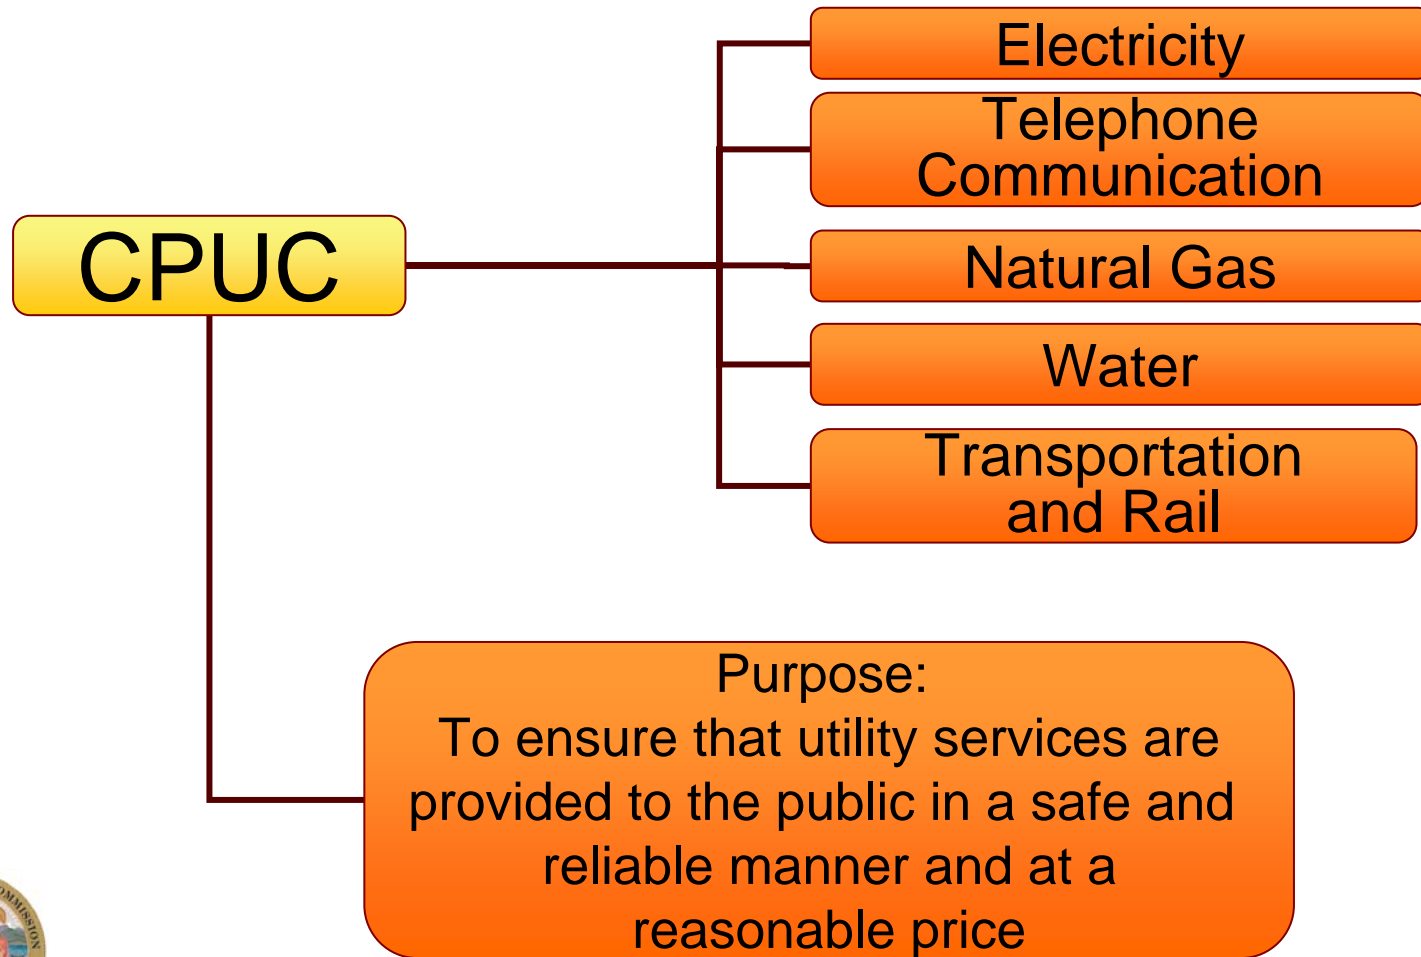 Electricity
Telephone
Communication
CPUC
Natural Gas
Water
Transportation
and Rail
Purpose:
To ensure that utility services are
provided to the public in a safe and
reliable manner and at a
reasonable price
COMMISSION